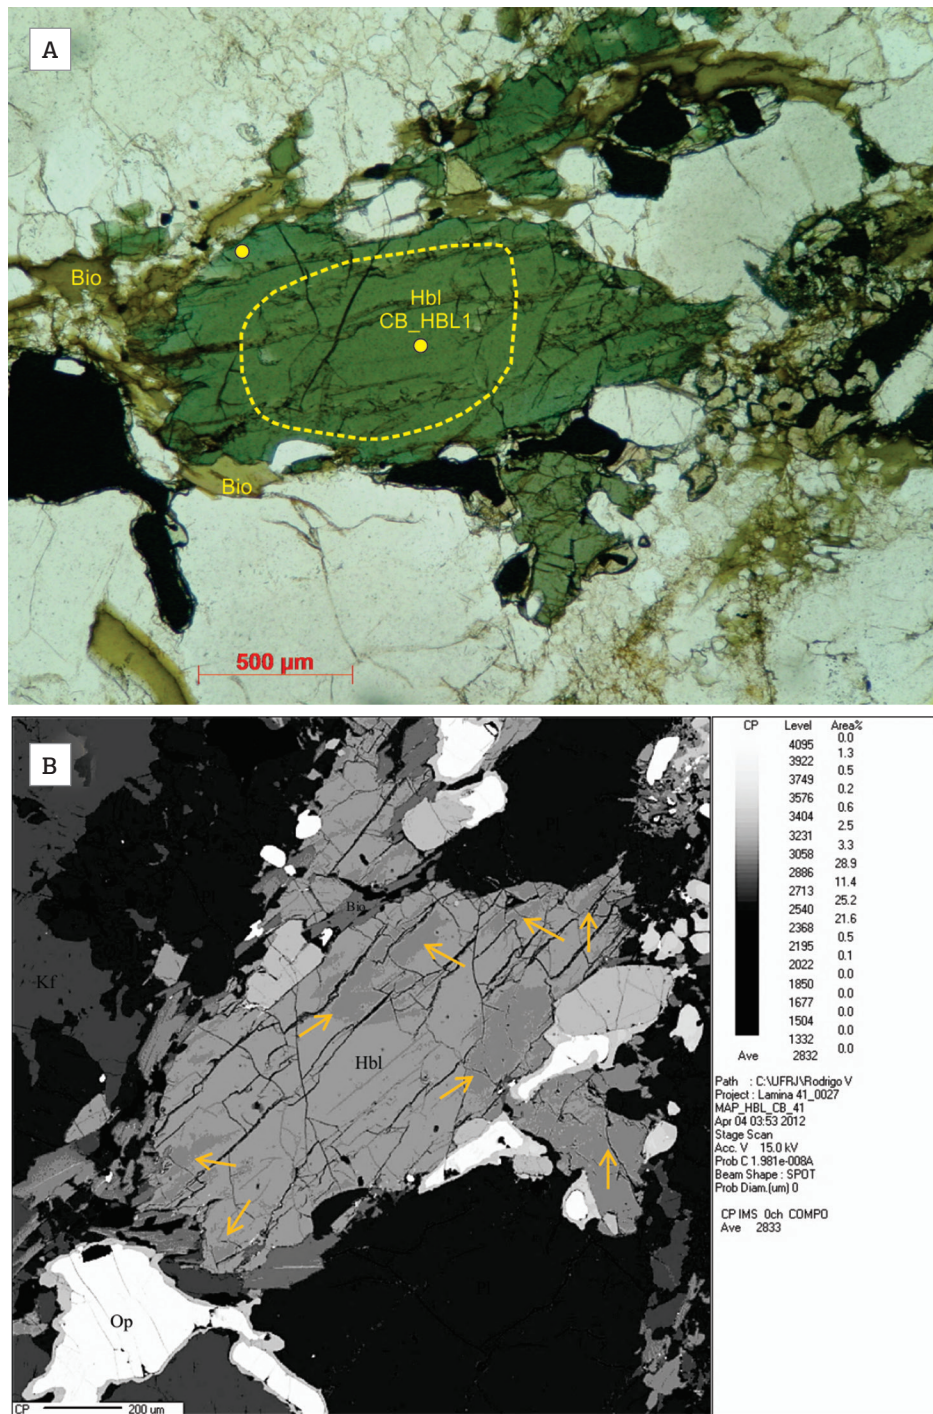 A
Bio
Hbl
CB_HBL1
Bio
500 µm
B
Bio
Kf
Hbl
Op
CP 200 um
CP Level Area%
0.0
4095
1.3
3922
0.5
3749
0.2
3576
0.6
3404
2.5
3231
3.3
3058
28.9
2886
11.4
2713
25.2
2540
21.6
2368
0.5
2195
0.1
2022
0.0
1850
0.0
1677
0.0
1504
0.0
1332
0.0
Ave 2832
Path : C:\UFRJ\Rodrigo V
Project : Lamina 41_0027
MAP_HBL_CB_41
Apr 04 03:53 2012
Stage Scan
Acc. V 15.0 kV
Prob C 1.981e-008A
Beam Shape : SPOT
Prob Diam.(um) 0
CP IMS 0ch COMPO
Ave 2833